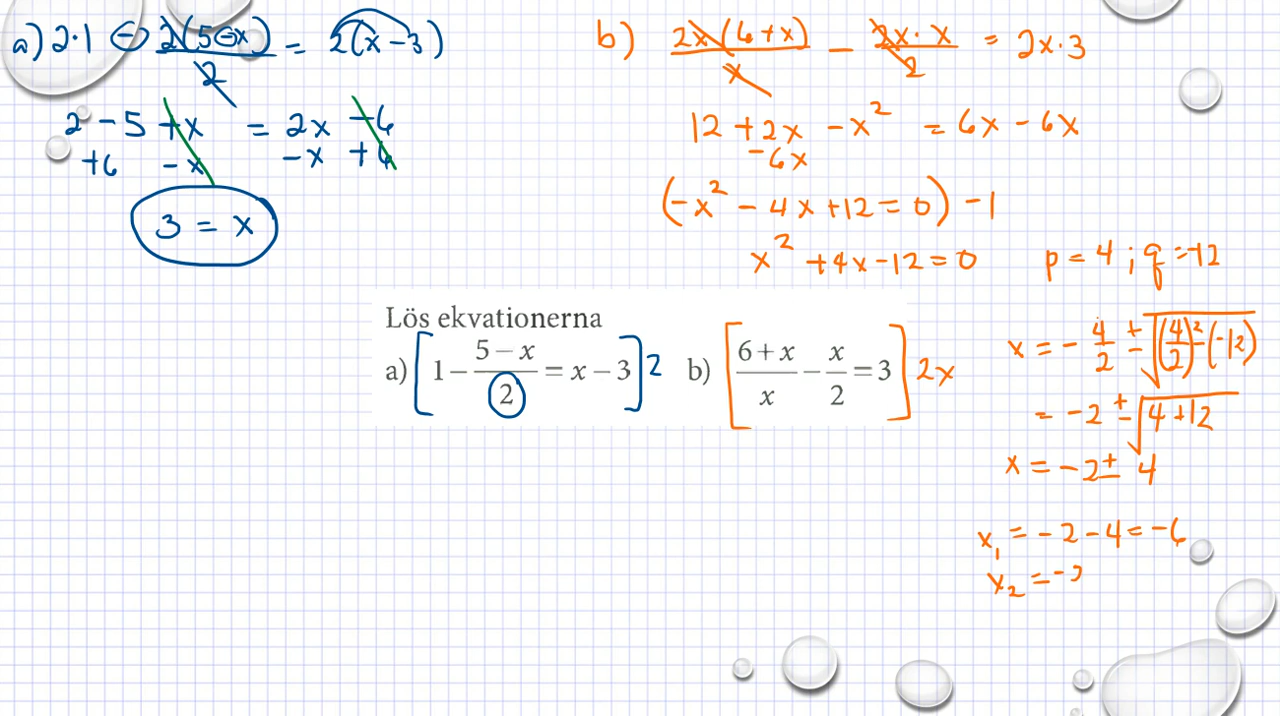 a) 2·1 - 2(5-x)/2 = 2(x-3)
2 -5 +x = 2x -6
+6 -x -x +6
3 = x
b) 2x(6+x)/x - 2x·x/2 = 2x·3
12 +2x -x² = 6x -6x
-6x
(-x² - 4x +12 = 0) -1
x² +4x -12 = 0 p = 4 ; q = -12
Lös ekvationerna
a) [1 - (5-x)/2 = x - 3] 2 b) [(6+x)/x - x/2 = 3] 2x
x = - 4/2 ± √((4/2)² - (-12))
= -2 ± √(4+12)
x = -2 ± 4
x₁ = -2 -4 = -6
x₂ = -2